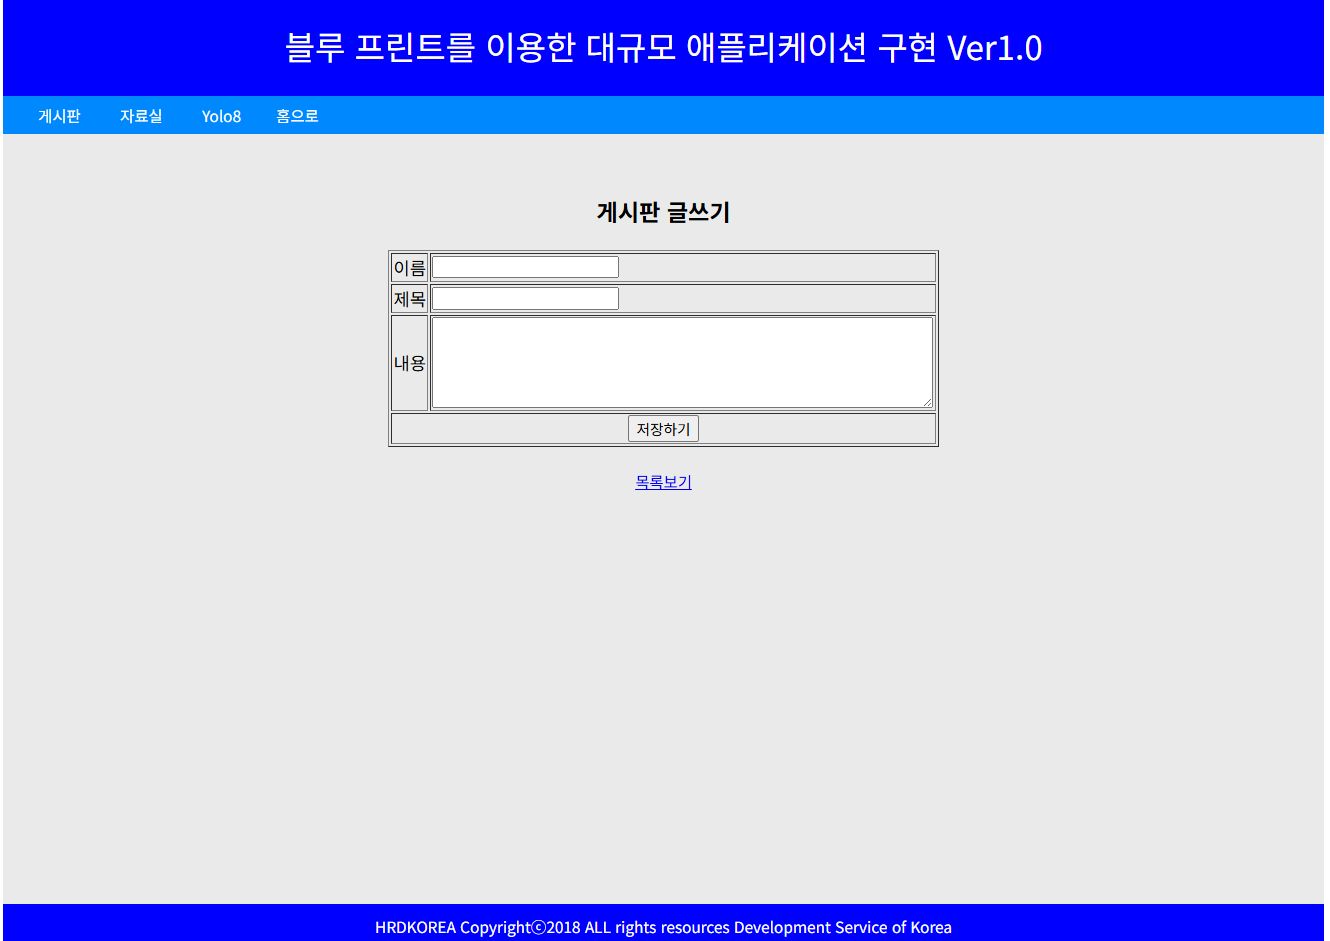 블루 프린트를 이용한 대규모 애플리케이션 구현 Ver1.0
게시판 자료실 Yolo8 홈으로
게시판 글쓰기
이름
제목
내용
저장하기
목록보기
HRDKOREA Copyrightⓒ2018 ALL rights resources Development Service of Korea